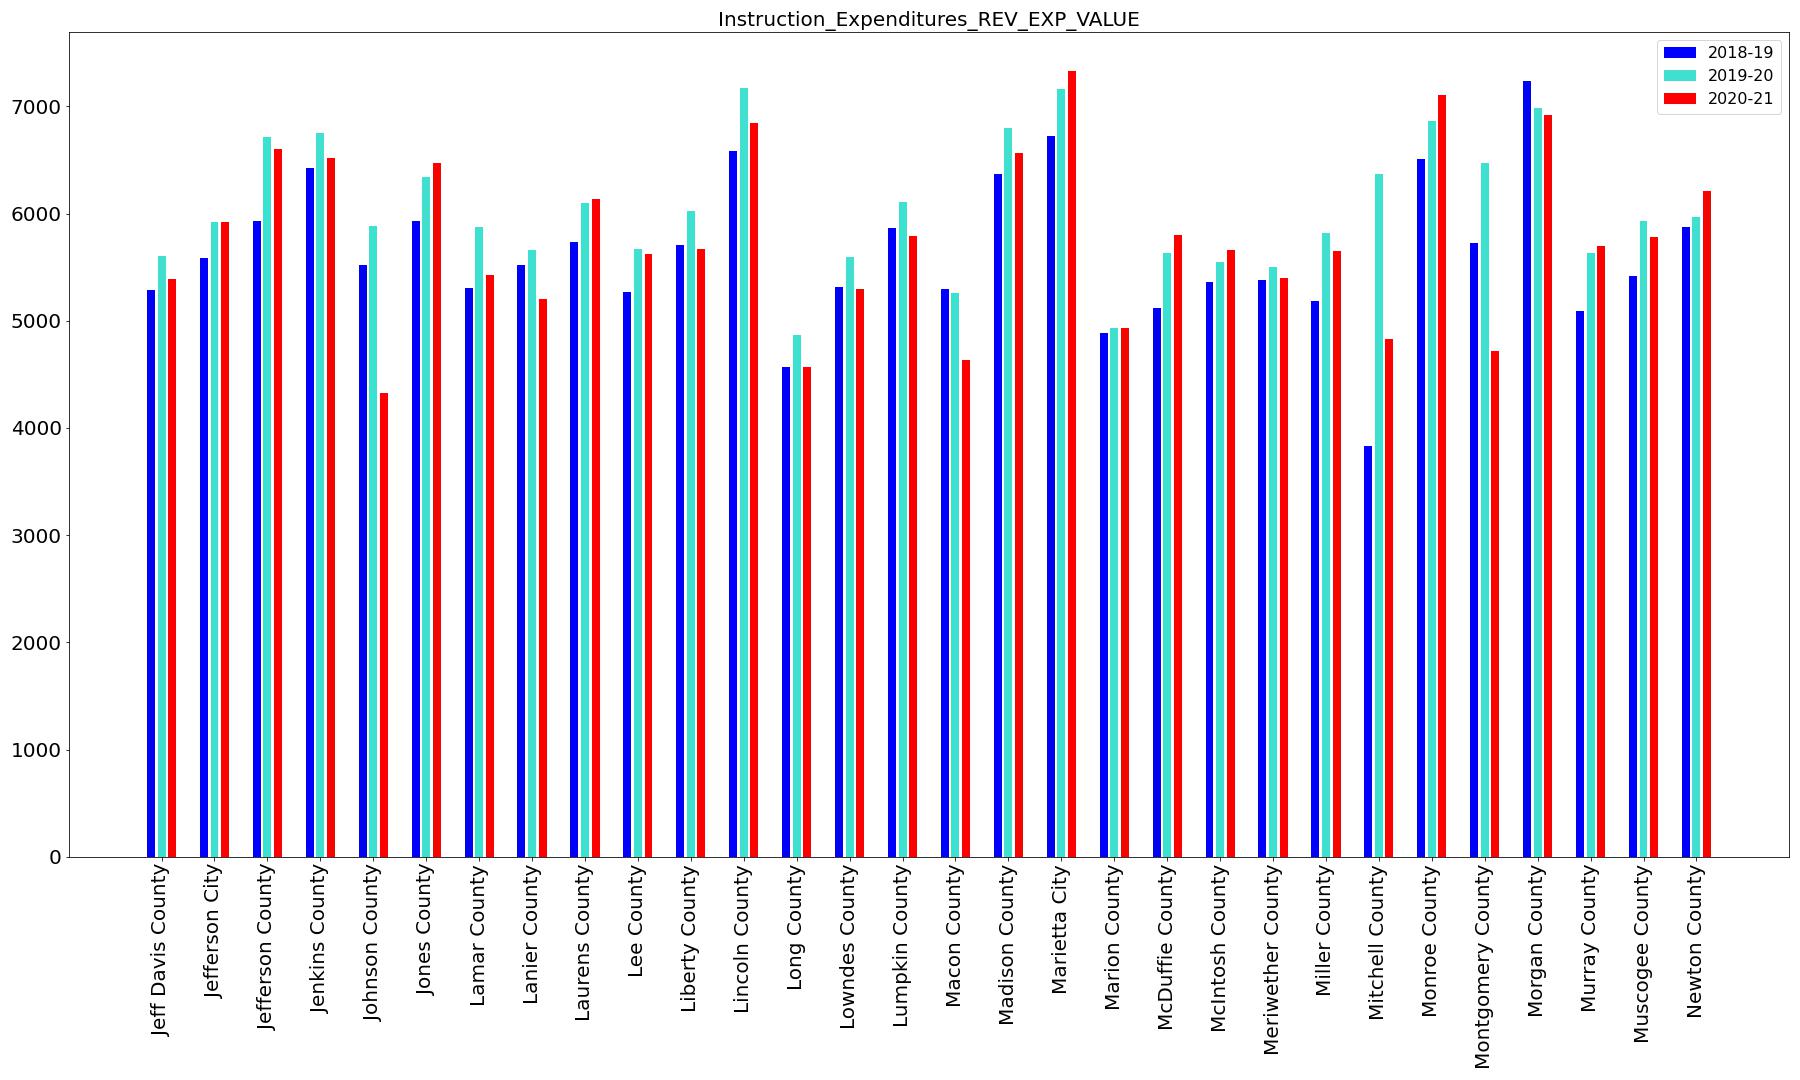 Instruction_Expenditures_REV_EXP_VALUE
2018-19
2019-20
2020-21
7000
6000
5000
4000
3000
2000
1000
0
Jeff Davis County
Jefferson City
Jefferson County
Jenkins County
Johnson County
Jones County
Lamar County
Lanier County
Laurens County
Lee County
Liberty County
Lincoln County
Long County
Lowndes County
Lumpkin County
Macon County
Madison County
Marietta City
Marion County
McDuffie County
McIntosh County
Meriwether County
Miller County
Mitchell County
Monroe County
Montgomery County
Morgan County
Murray County
Muscogee County
Newton County